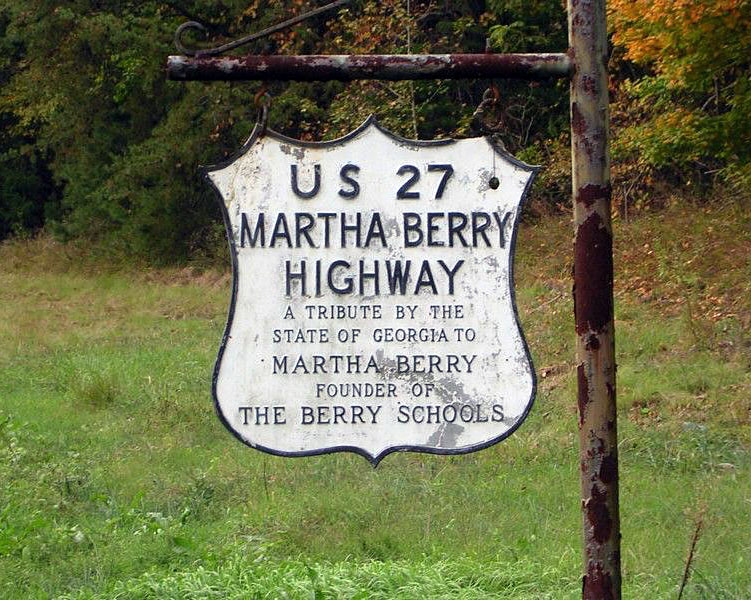 US 27
MARTHA BERRY
HIGHWAY
A TRIBUTE BY THE
STATE OF GEORGIA TO
MARTHA BERRY
FOUNDER OF
THE BERRY SCHOOLS